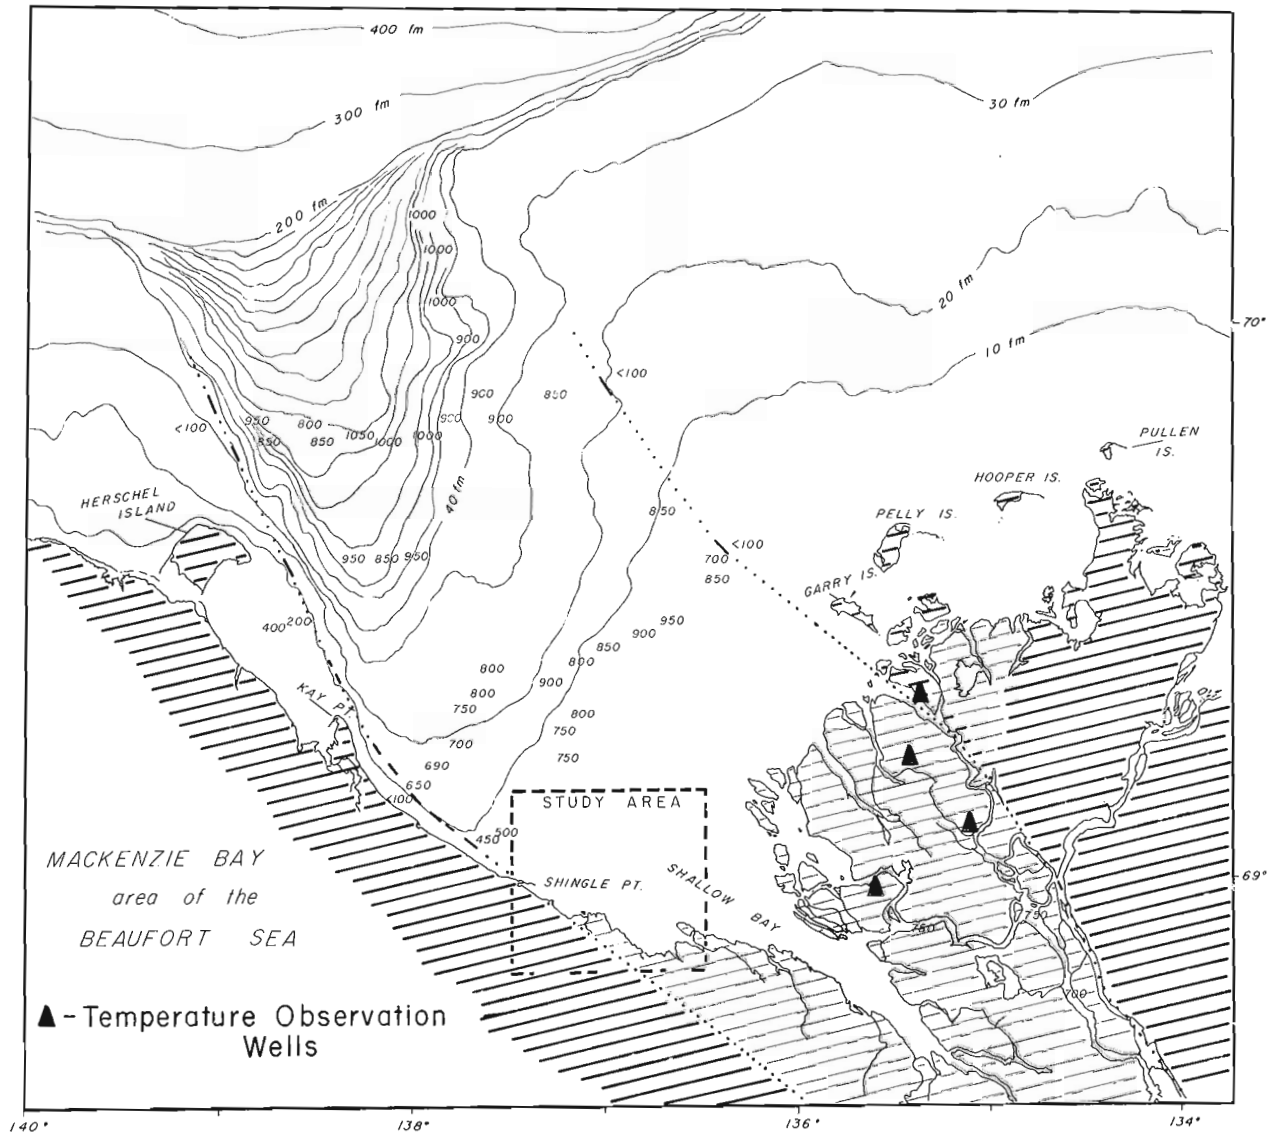 400 fm
300 fm
30 fm
200 fm
1000
1000
20 fm
1000
70°
900
10 fm
<100
900
850
950
800
900
900
<100
850
850
1050
1000
1000
PULLEN
IS.
HOOPER IS.
40 fm
HERSCHEL
ISLAND
850
PELLY IS.
<100
950
850
950
700
850
GARRY IS.
400
200
950
900
850
800
800
900
KAY PT.
800
750
800
750
700
690
750
650
<100
STUDY AREA
450
500
MACKENZIE BAY
area of the
BEAUFORT SEA
SHINGLE PT.
SHALLOW BAY
69°
750
780
700
- Temperature Observation
Wells
140°
138°
136°
134°